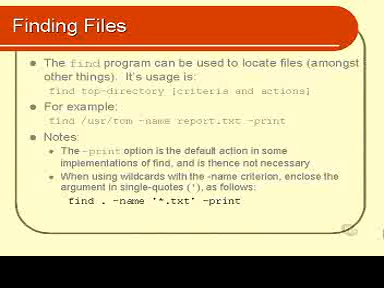 Finding Files
The find program can be used to locate files (amongst
other things). It's usage is:
find top-directory [criteria and actions]
For example:
find /usr/tom -name report.txt -print
Notes:
The -print option is the default action in some
implementations of find, and is thence not necessary
When using wildcards with the -name criterion, enclose the
argument in single-quotes ('), as follows:
find . -name '*.txt' -print